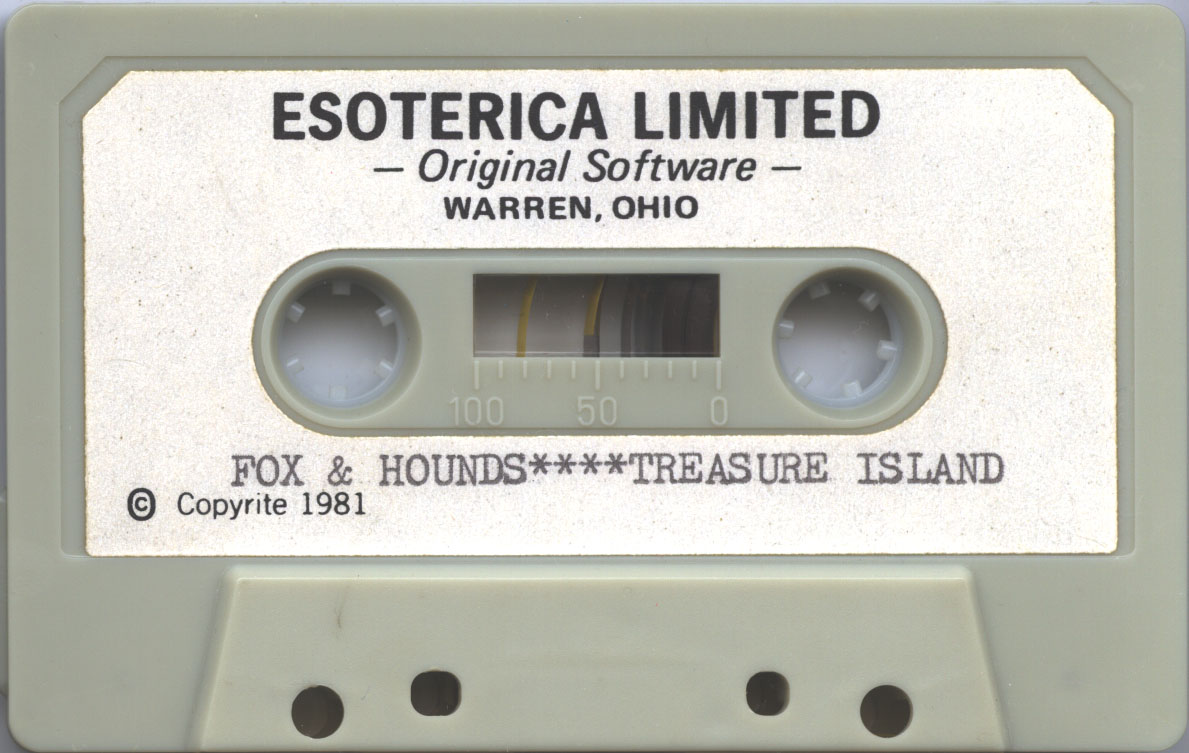 ESOTERICA LIMITED
— Original Software —
WARREN, OHIO
100 50 0
FOX & HOUNDS****TREASURE ISLAND
© Copyrite 1981